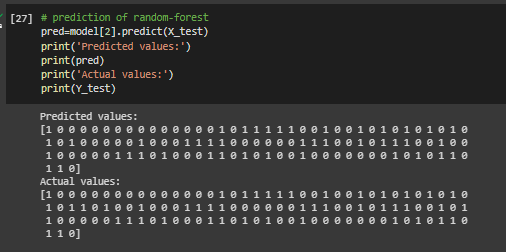 [27] # prediction of random-forest
pred=model[2].predict(X_test)
print('Predicted values:')
print(pred)
print('Actual values:')
print(Y_test)
Predicted values:
[1 0 0 0 0 0 0 0 0 0 0 0 0 0 0 1 0 1 1 1 1 1 0 0 1 0 0 1 0 1 0 1 0 1 0 1 0
1 0 1 0 0 0 0 0 1 0 0 0 1 1 1 1 0 0 0 0 0 0 1 1 1 0 0 1 0 1 1 1 0 0 1 0 0
1 0 0 0 0 0 1 1 1 0 1 0 0 0 1 1 0 1 0 1 0 0 1 0 0 0 0 0 0 0 1 0 1 0 1 1 0
1 1 0]
Actual values:
[1 0 0 0 0 0 0 0 0 0 0 0 0 0 0 1 0 1 1 1 1 1 0 0 1 0 0 1 0 1 0 1 0 1 0 1 0
1 0 1 1 0 1 0 0 1 0 0 0 1 1 1 1 0 0 0 0 0 0 1 1 1 0 0 1 0 1 1 1 0 0 1 0 1
1 0 0 0 0 0 1 1 1 0 1 0 0 0 1 1 0 1 0 1 0 0 1 0 0 0 0 0 0 0 1 0 1 0 1 1 0
1 1 0]